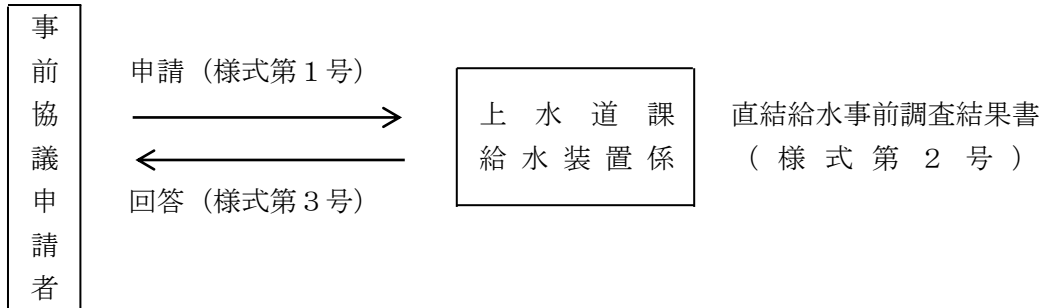 事前協議申請者
申請（様式第１号）
回答（様式第３号）
上水道課
給水装置係
直結給水事前調査結果書
（様式第２号）